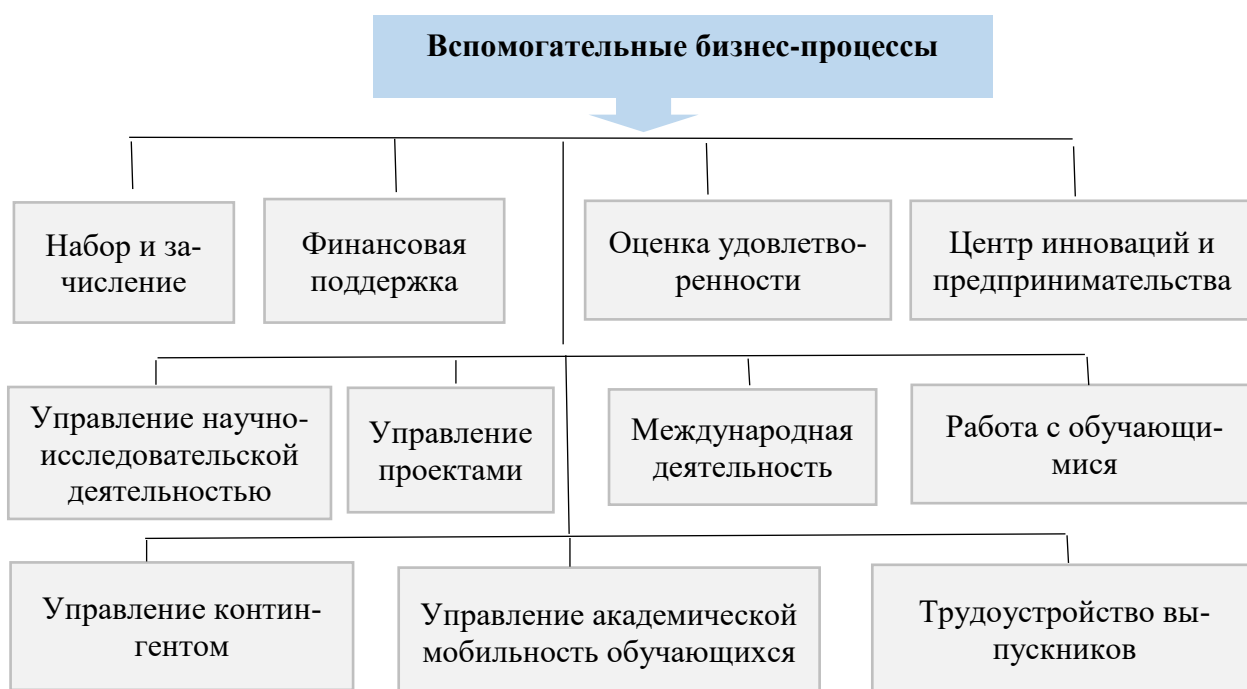 Вспомогательные бизнес-процессы
Набор и за-
числение
Финансовая
поддержка
Оценка удовлетво-
ренности
Центр инноваций и
предпринимательства
Управление научно-
исследовательской
деятельностью
Управление
проектами
Международная
деятельность
Работа с обучающи-
мися
Управление контин-
гентом
Управление академической
мобильность обучающихся
Трудоустройство вы-
пускников